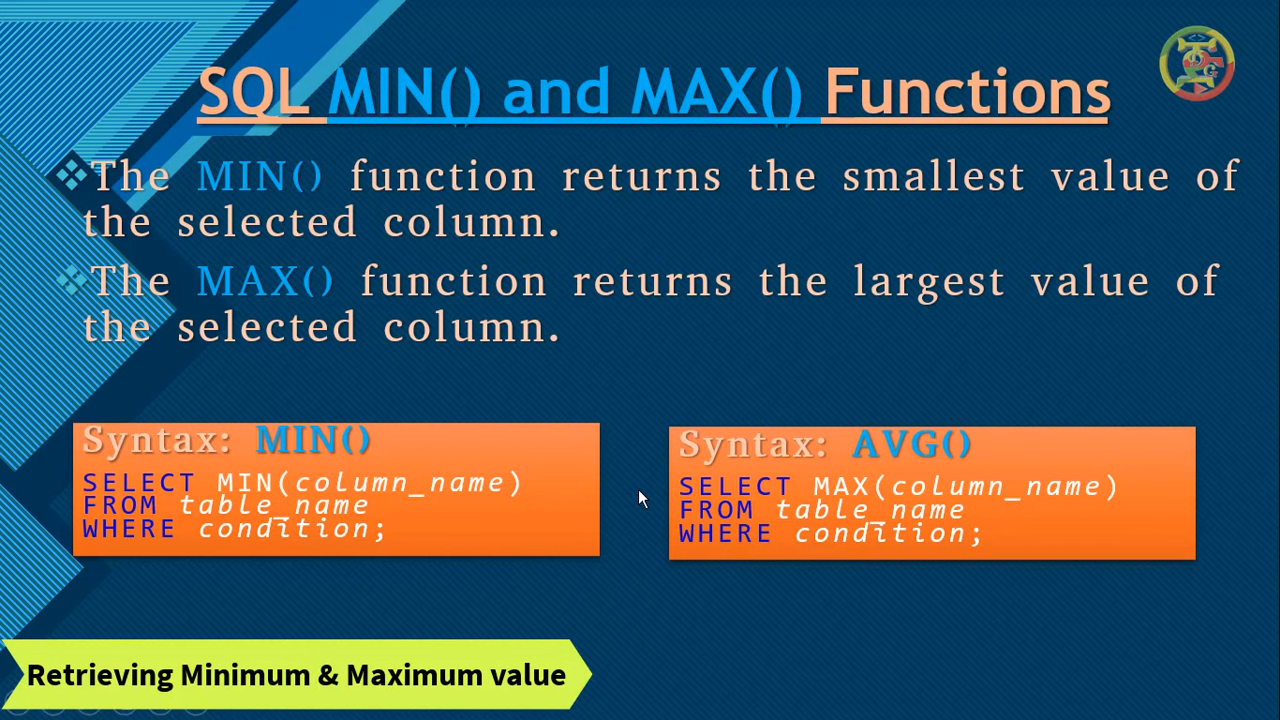 SQL MIN() and MAX() Functions
The MIN() function returns the smallest value of
the selected column.
The MAX() function returns the largest value of
the selected column.
Syntax: MIN()
SELECT MIN(column_name)
FROM table_name
WHERE condition;
Syntax: AVG()
SELECT MAX(column_name)
FROM table_name
WHERE condition;
Retrieving Minimum & Maximum value